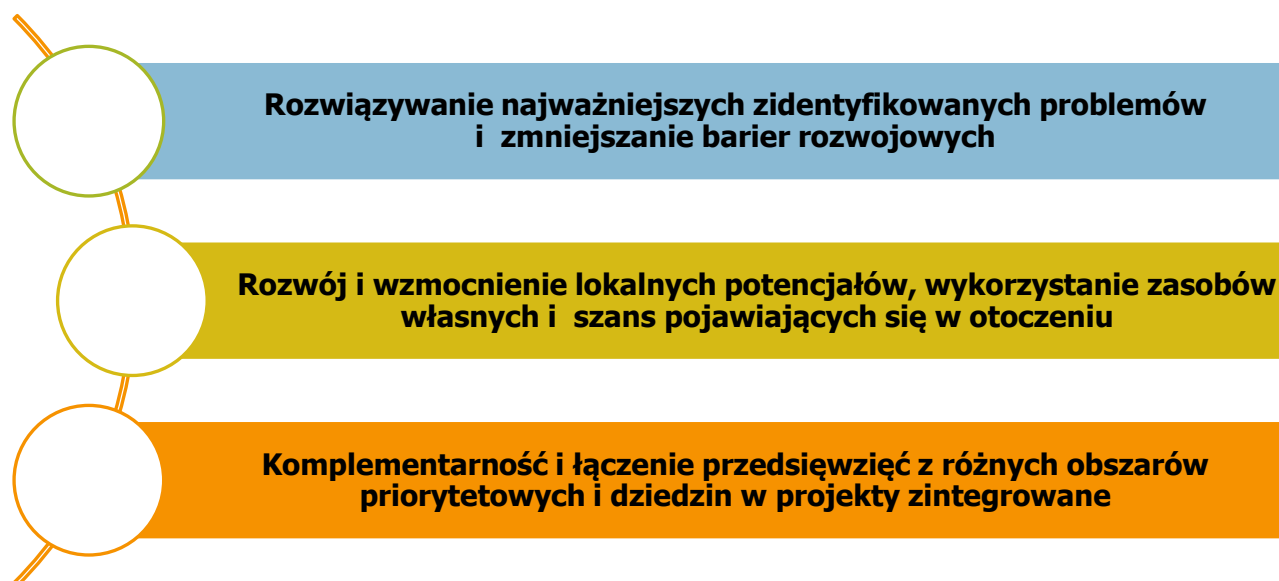 Rozwiązywanie najważniejszych zidentyfikowanych problemów
i  zmniejszanie barier rozwojowych
Rozwój i wzmocnienie lokalnych potencjałów, wykorzystanie zasobów
własnych i  szans pojawiających się w otoczeniu
Komplementarność i łączenie przedsięwzięć z różnych obszarów
priorytetowych i dziedzin w projekty zintegrowane